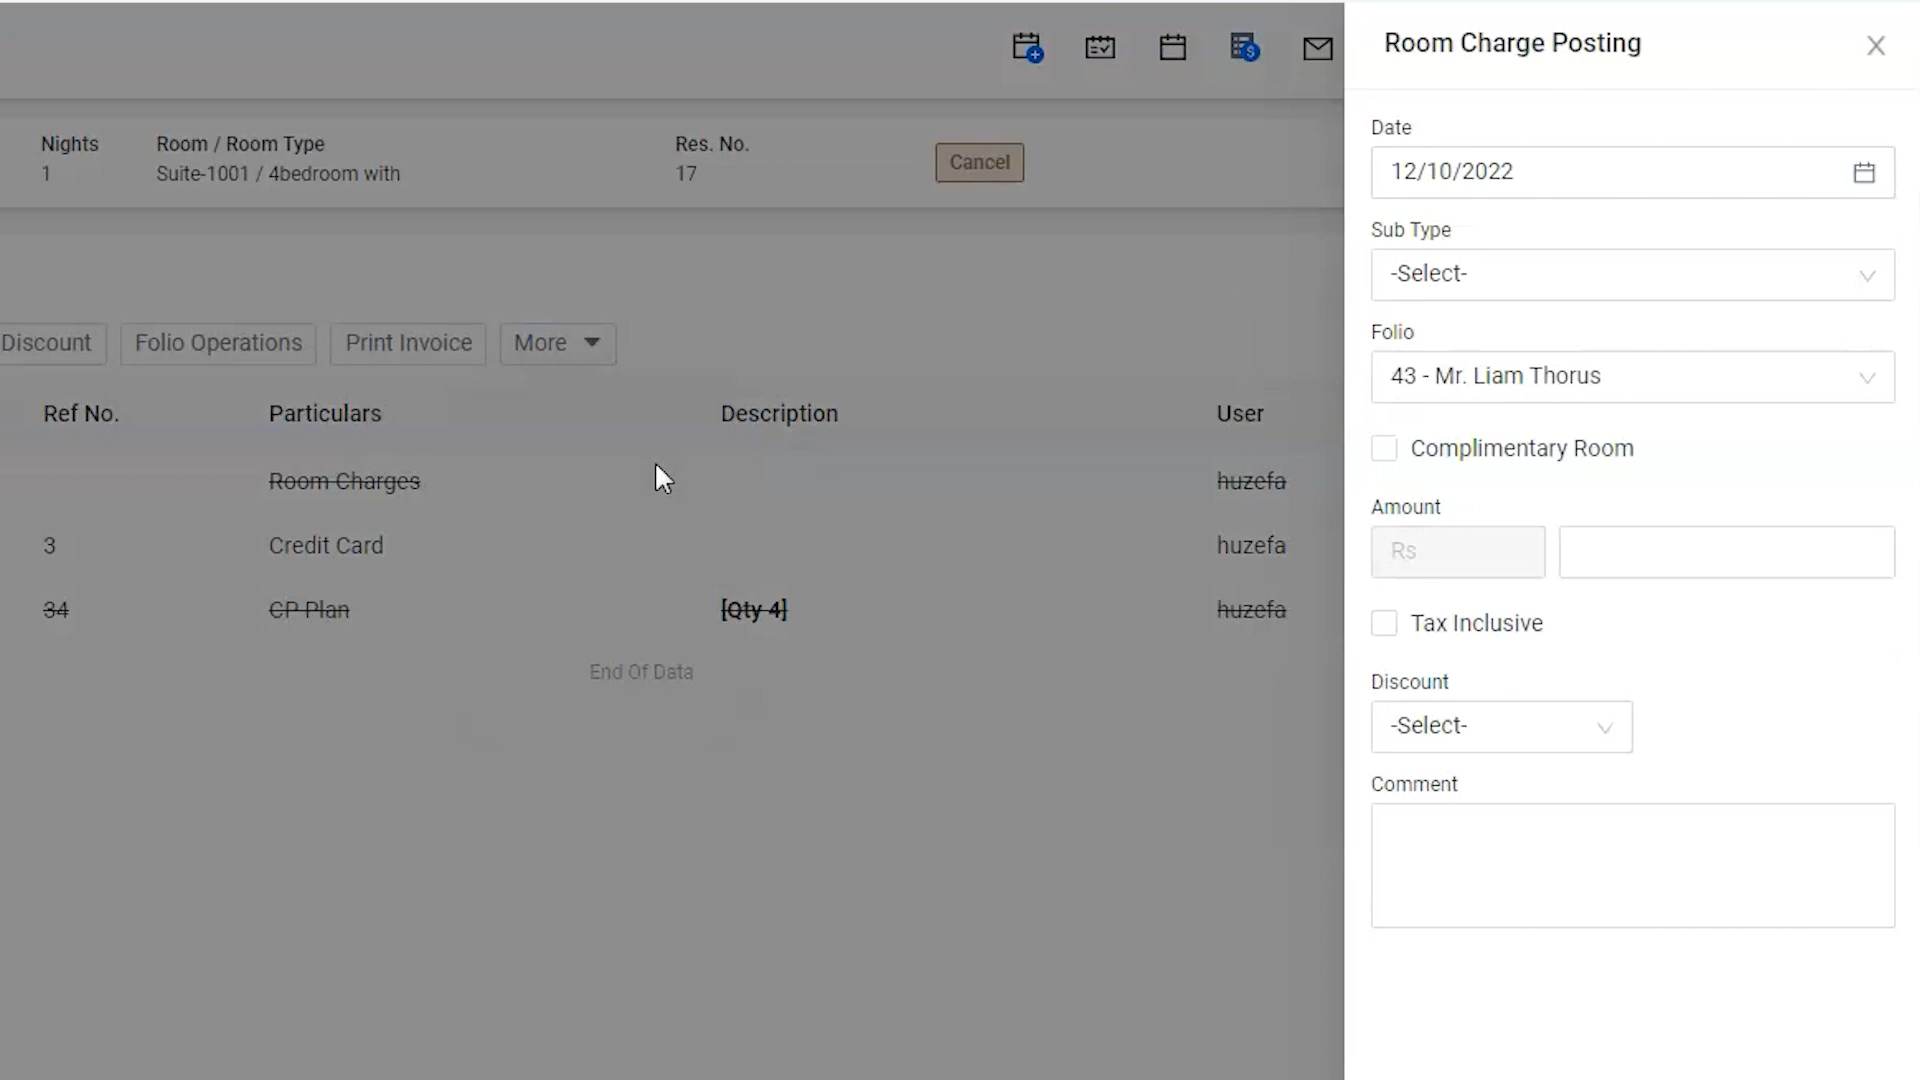 Room Charge Posting
Nights
Room / Room Type
Res. No.
1
Suite-1001 / 4bedroom with
17
Cancel
Discount
Folio Operations
Print Invoice
More
Ref No.
Particulars
Description
User
Room Charges
huzefa
3
Credit Card
huzefa
34
CP Plan
[Qty 4]
huzefa
End Of Data
Date
12/10/2022
Sub Type
-Select-
Folio
43 - Mr. Liam Thorus
Complimentary Room
Amount
Rs
Tax Inclusive
Discount
-Select-
Comment